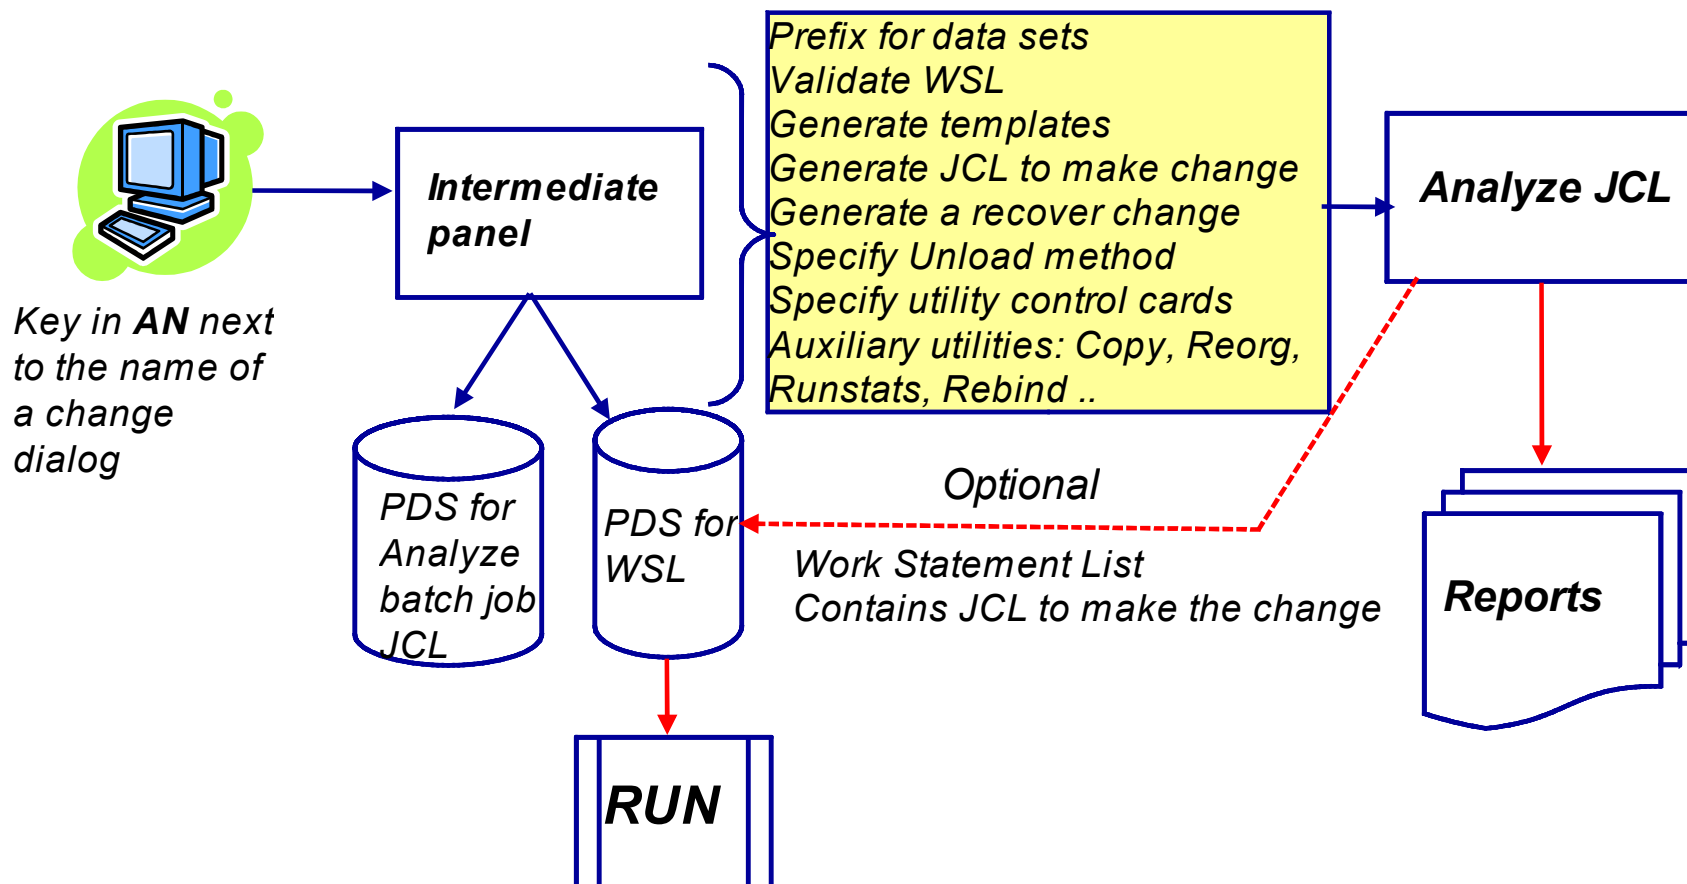 Prefix for data sets
Validate WSL
Generate templates
Generate JCL to make change
Generate a recover change
Specify Unload method
Specify utility control cards
Auxiliary utilities: Copy, Reorg,
Runstats, Rebind ..
Intermediate
panel
Analyze JCL
Key in AN next
to the name of
a change
dialog
PDS for
Analyze
batch job
JCL
PDS for
WSL
Optional
Work Statement List
Contains JCL to make the change
Reports
RUN